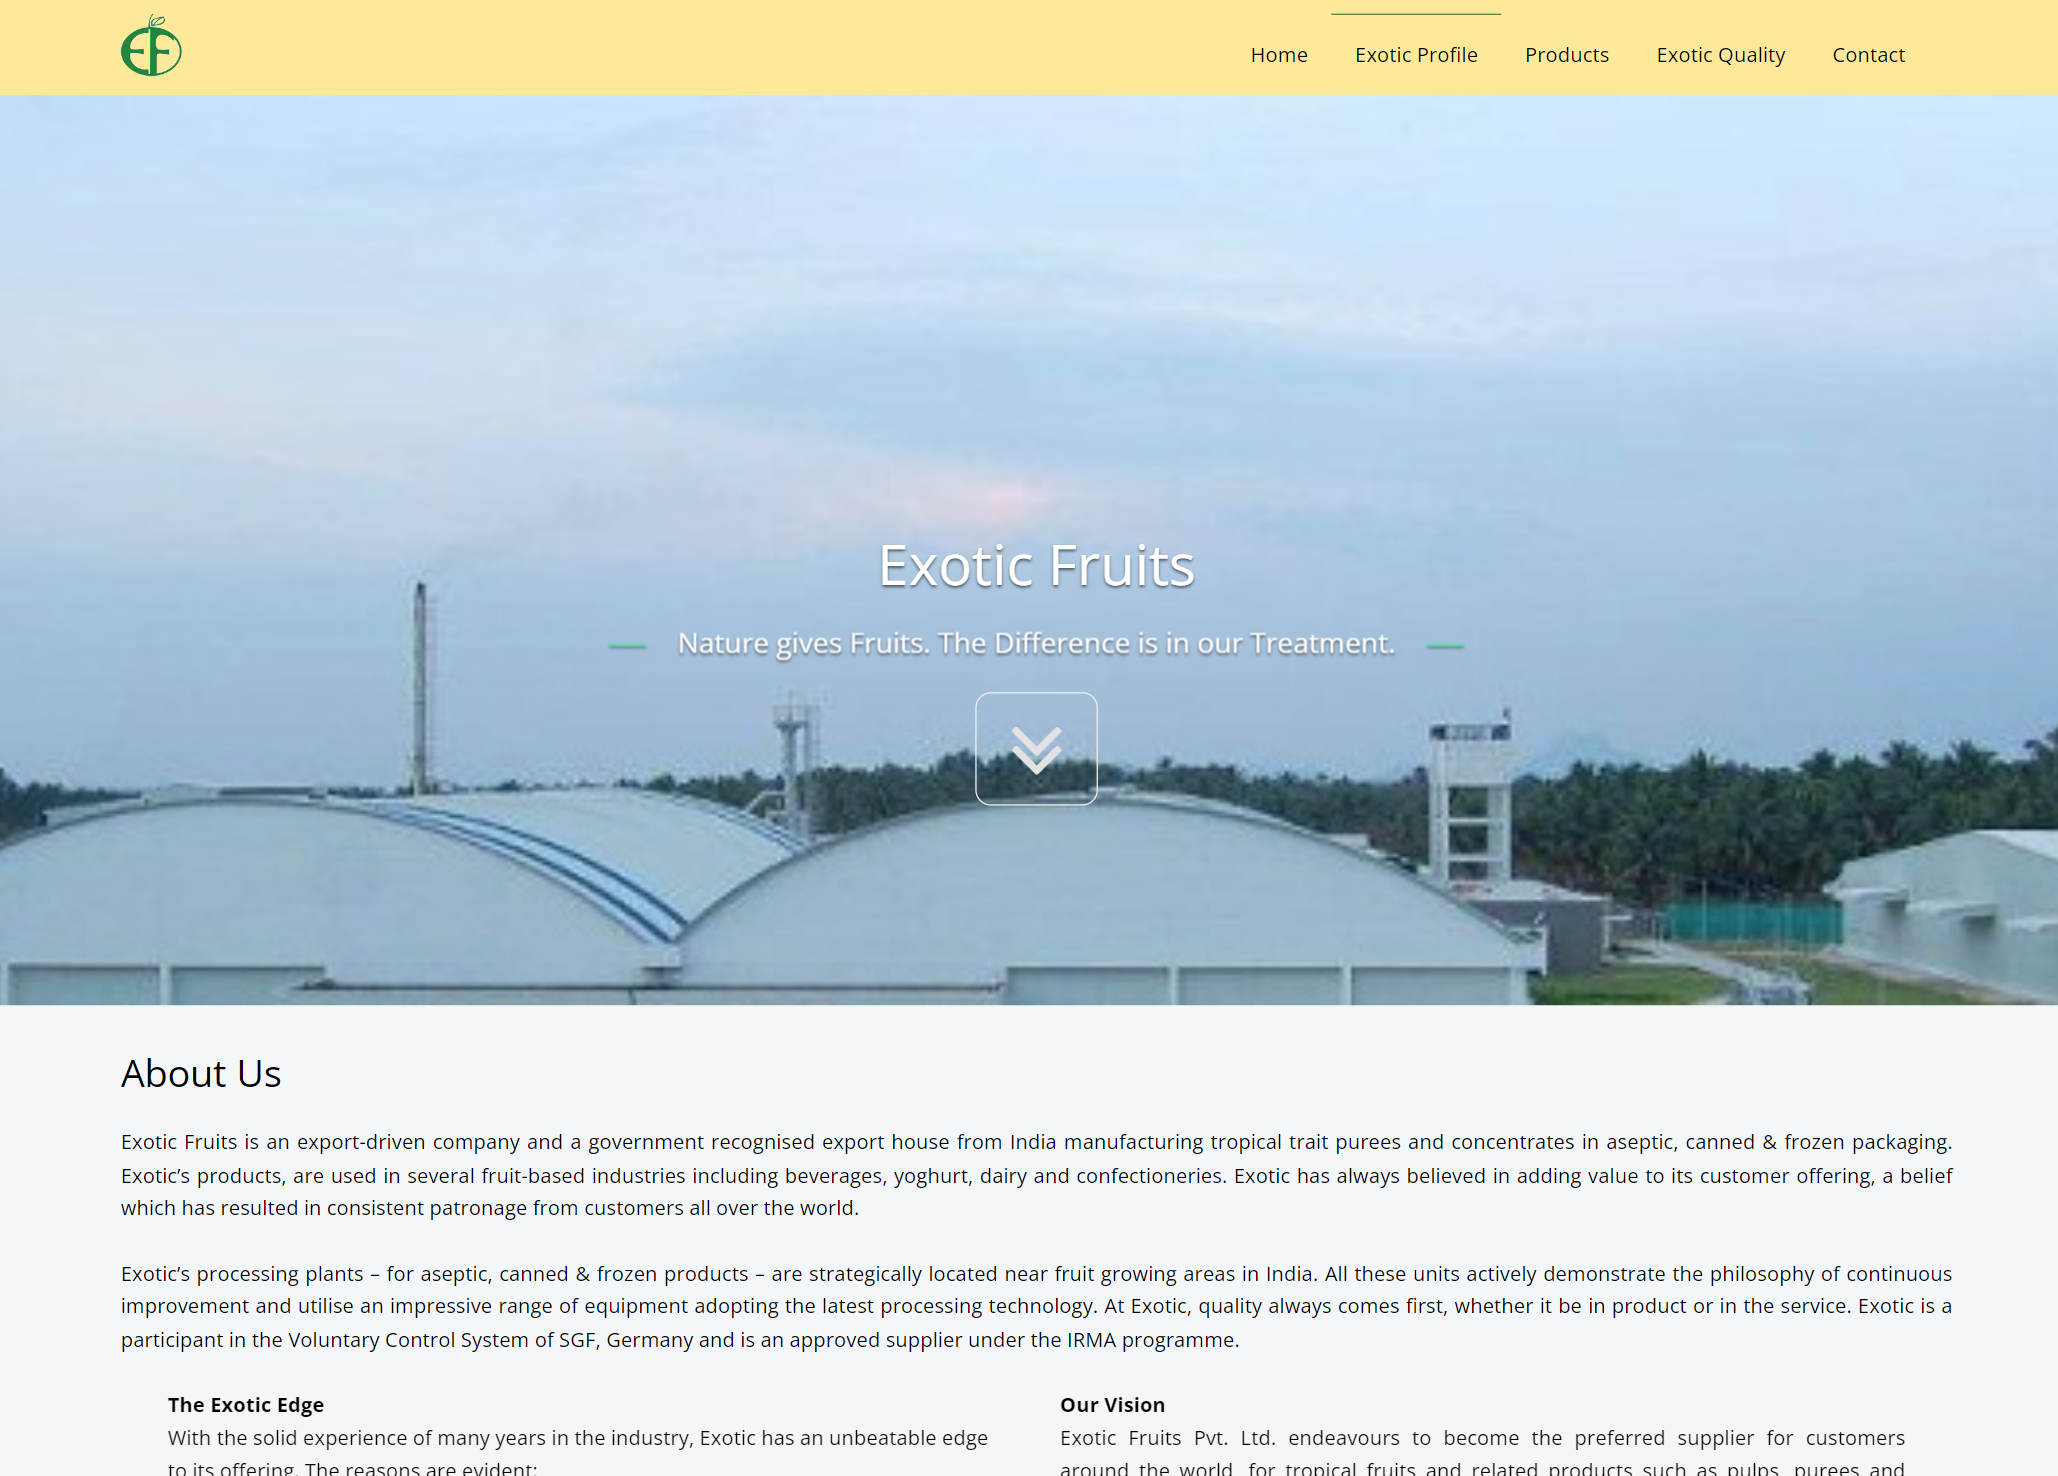 EF
Home Exotic Profile Products Exotic Quality Contact
Exotic Fruits
Nature gives Fruits. The Difference is in our Treatment.
About Us
Exotic Fruits is an export-driven company and a government recognised export house from India manufacturing tropical trait purees and concentrates in aseptic, canned & frozen packaging.
Exotic’s products, are used in several fruit-based industries including beverages, yoghurt, dairy and confectioneries. Exotic has always believed in adding value to its customer offering, a belief
which has resulted in consistent patronage from customers all over the world.
Exotic’s processing plants – for aseptic, canned & frozen products – are strategically located near fruit growing areas in India. All these units actively demonstrate the philosophy of continuous
improvement and utilise an impressive range of equipment adopting the latest processing technology. At Exotic, quality always comes first, whether it be in product or in the service. Exotic is a
participant in the Voluntary Control System of SGF, Germany and is an approved supplier under the IRMA programme.
The Exotic Edge
With the solid experience of many years in the industry, Exotic has an unbeatable edge
to its offering. The reasons are evident:
Our Vision
Exotic Fruits Pvt. Ltd. endeavours to become the preferred supplier for customers
around the world, for tropical fruits and related products such as pulps, purees and